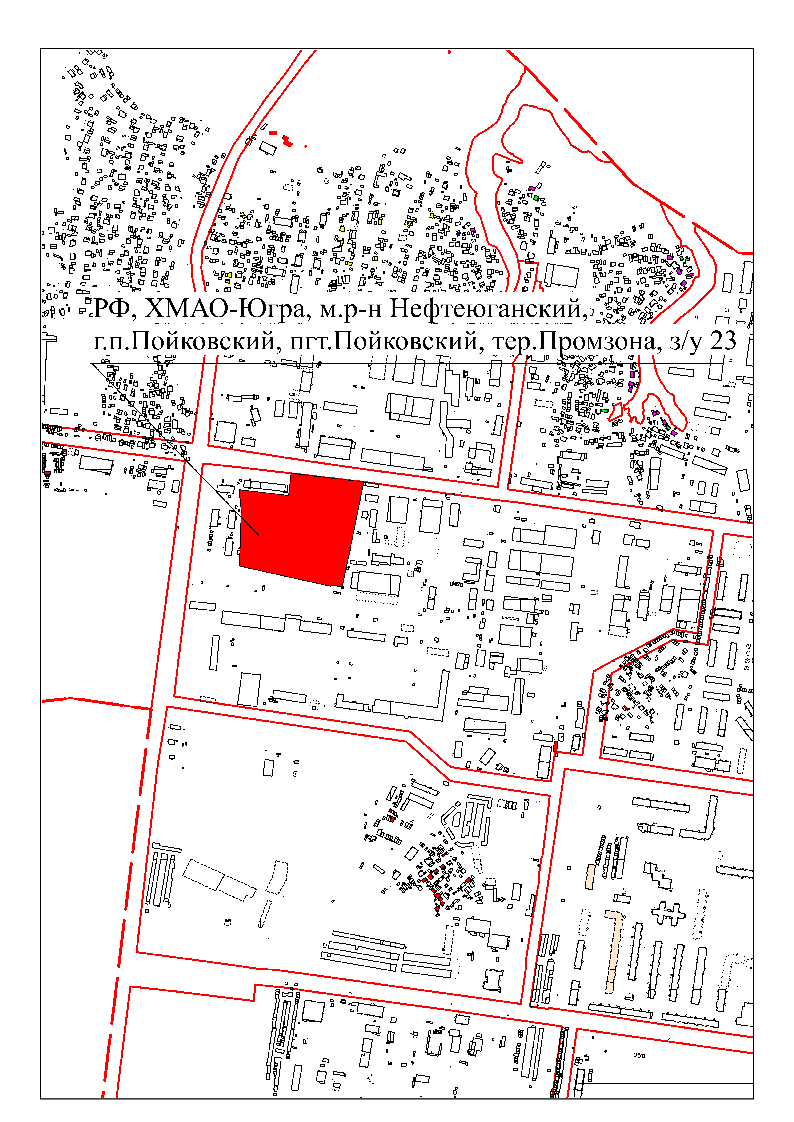 РФ, ХМАО-Югра, м.р-н Нефтеюганский,
г.п.Пойковский, пгт.Пойковский, тер.Промзона, з/у 23